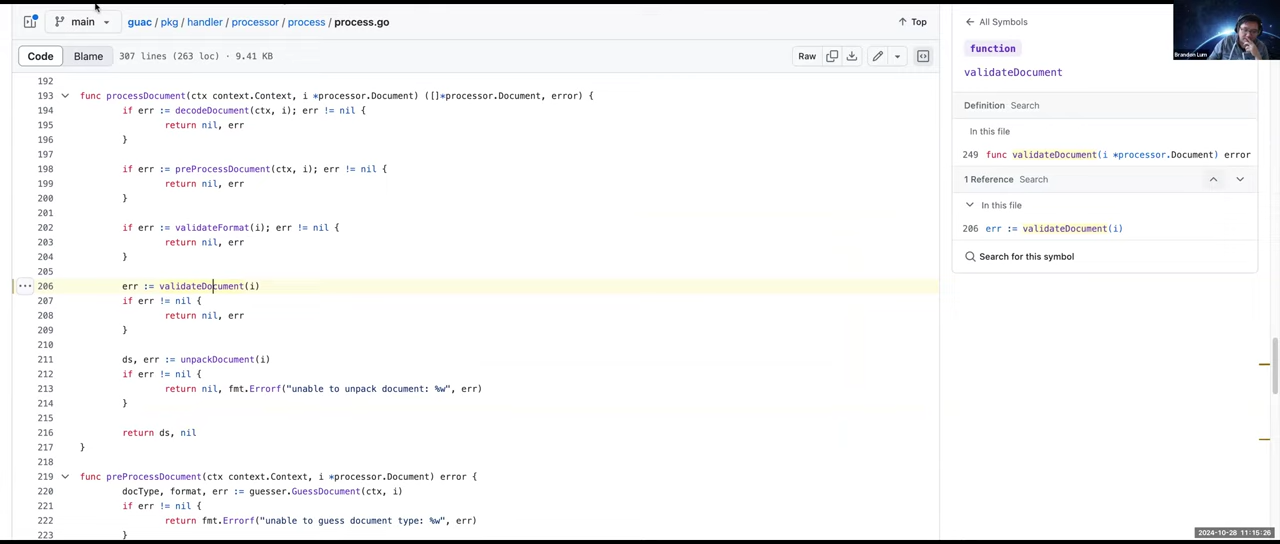 main
guac / pkg / handler / processor / process / process.go
Top
Code Blame 307 lines (263 loc) · 9.41 KB
Raw
192
193 func processDocument(ctx context.Context, i *processor.Document) ([]*processor.Document, error) {
194 if err := decodeDocument(ctx, i); err != nil {
195 return nil, err
196 }
197
198 if err := preProcessDocument(ctx, i); err != nil {
199 return nil, err
200 }
201
202 if err := validateFormat(i); err != nil {
203 return nil, err
204 }
205
206 err := validateDocument(i)
207 if err != nil {
208 return nil, err
209 }
210
211 ds, err := unpackDocument(i)
212 if err != nil {
213 return nil, fmt.Errorf("unable to unpack document: %w", err)
214 }
215
216 return ds, nil
217 }
218
219 func preProcessDocument(ctx context.Context, i *processor.Document) error {
220 docType, format, err := guesser.GuessDocument(ctx, i)
221 if err != nil {
222 return fmt.Errorf("unable to guess document type: %w", err)
223 }
All Symbols
function
validateDocument
Definition Search
In this file
249 func validateDocument(i *processor.Document) error
1 Reference Search
In this file
206 err := validateDocument(i)
Search for this symbol
Brandon Lum
2024-10-28 11:15:26